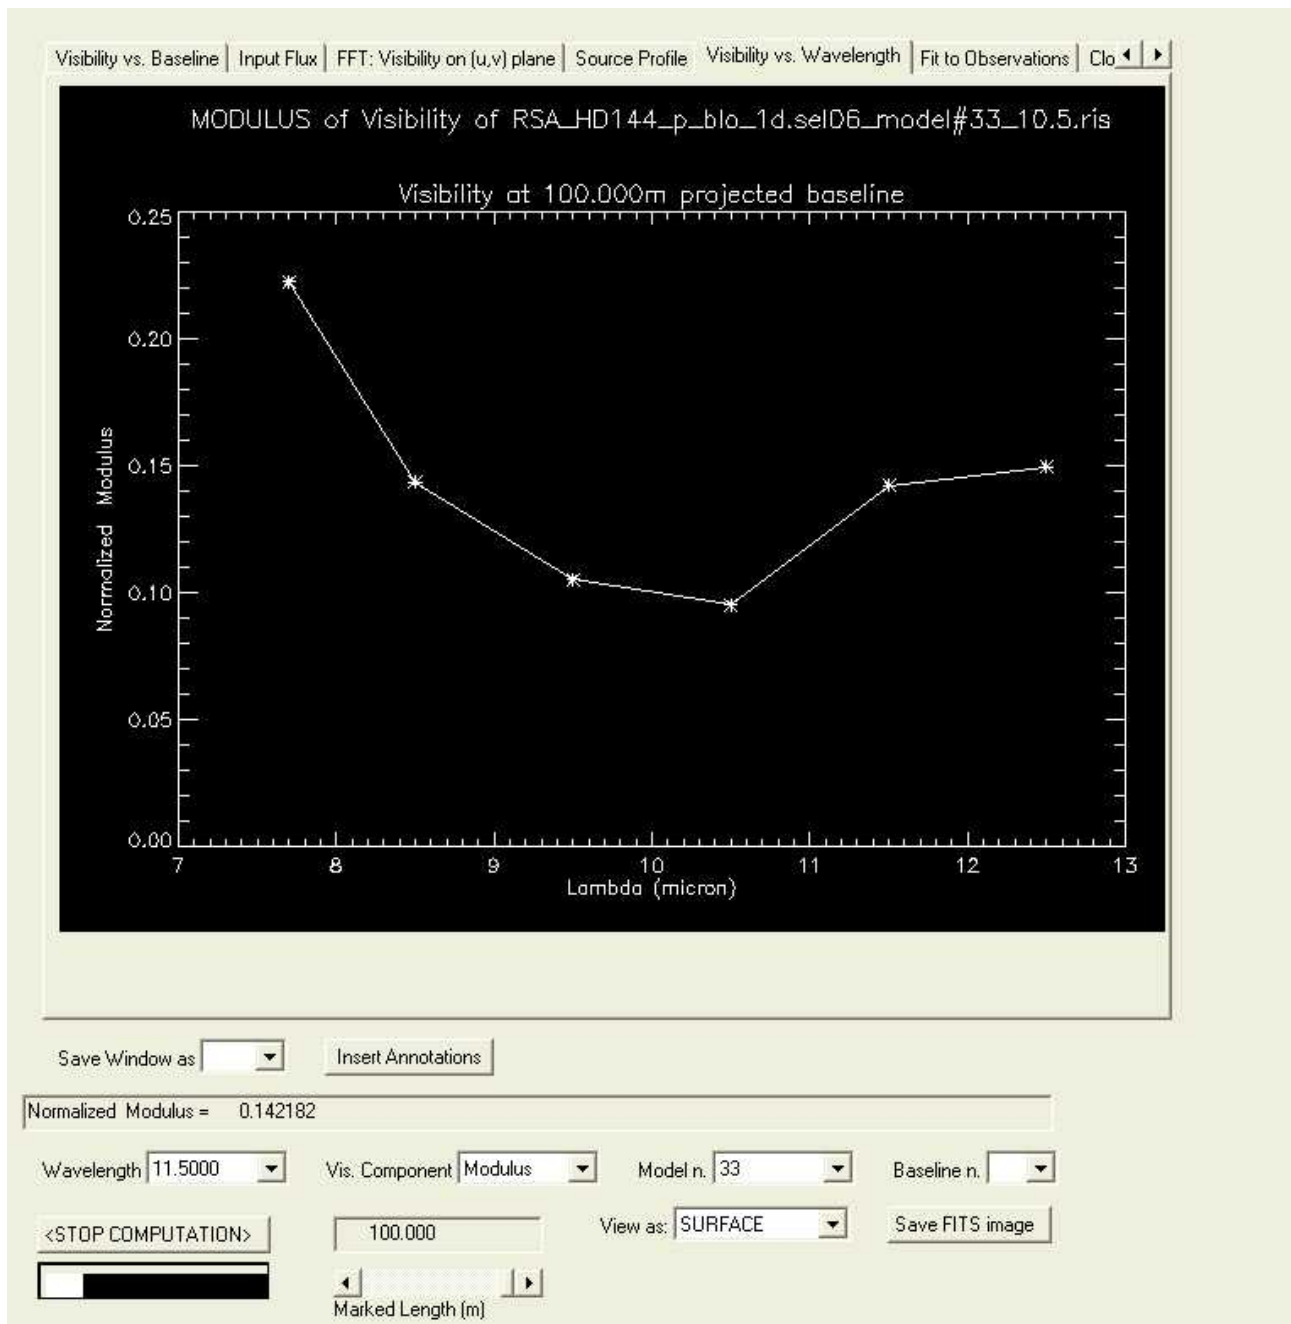 Visibility vs. Baseline Input Flux FFT: Visibility on (u,v) plane Source Profile Visibility vs. Wavelength Fit to Observations Clo
MODULUS of Visibility of RSA_HD144_p_blo_1d.sel06_model#33_10.5.ris
Visibility at 100.000m projected baseline
0.25
0.20
0.15
0.10
0.05
0.00
Normalized Modulus
7 8 9 10 11 12 13
Lambda (micron)
Save Window as Insert Annotations
Normalized Modulus = 0.142182
Wavelength 11.5000 Vis. Component Modulus Model n. 33 Baseline n.
<STOP COMPUTATION> 100.000 View as: SURFACE Save FITS image
Marked Length (m)